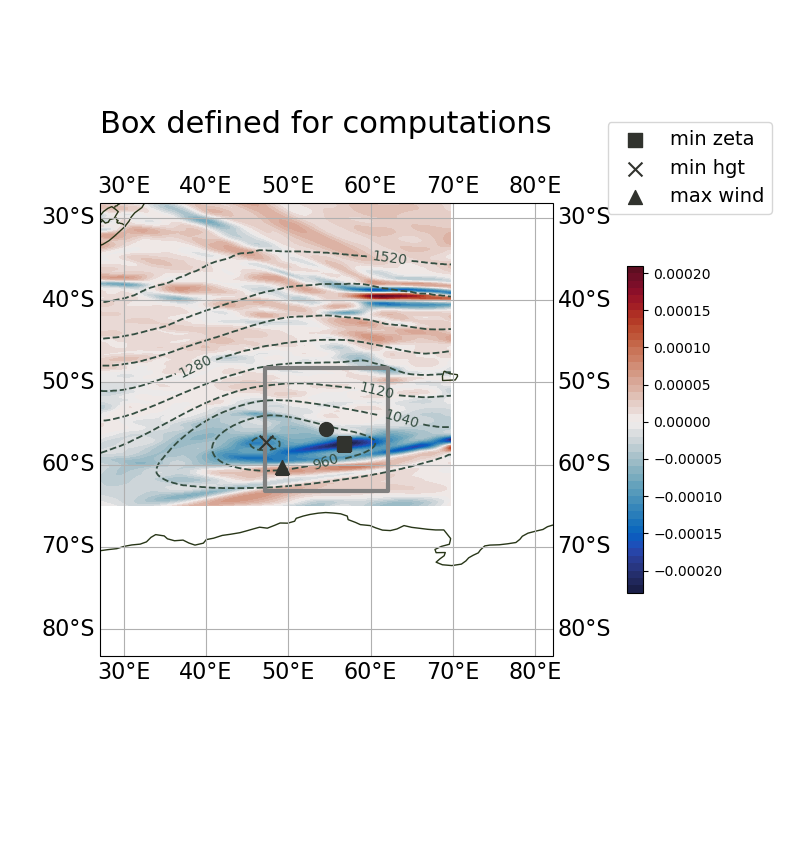 Box defined for computations
min zeta
min hgt
max wind
30°E 40°E 50°E 60°E 70°E 80°E
30°S 30°S
1520
0.00020
40°S 40°S
0.00015
0.00010
1280
50°S 50°S
0.00005
1120
1040
0.00000
960
60°S 60°S
−0.00005
−0.00010
70°S 70°S
−0.00015
−0.00020
80°S 80°S
30°E 40°E 50°E 60°E 70°E 80°E